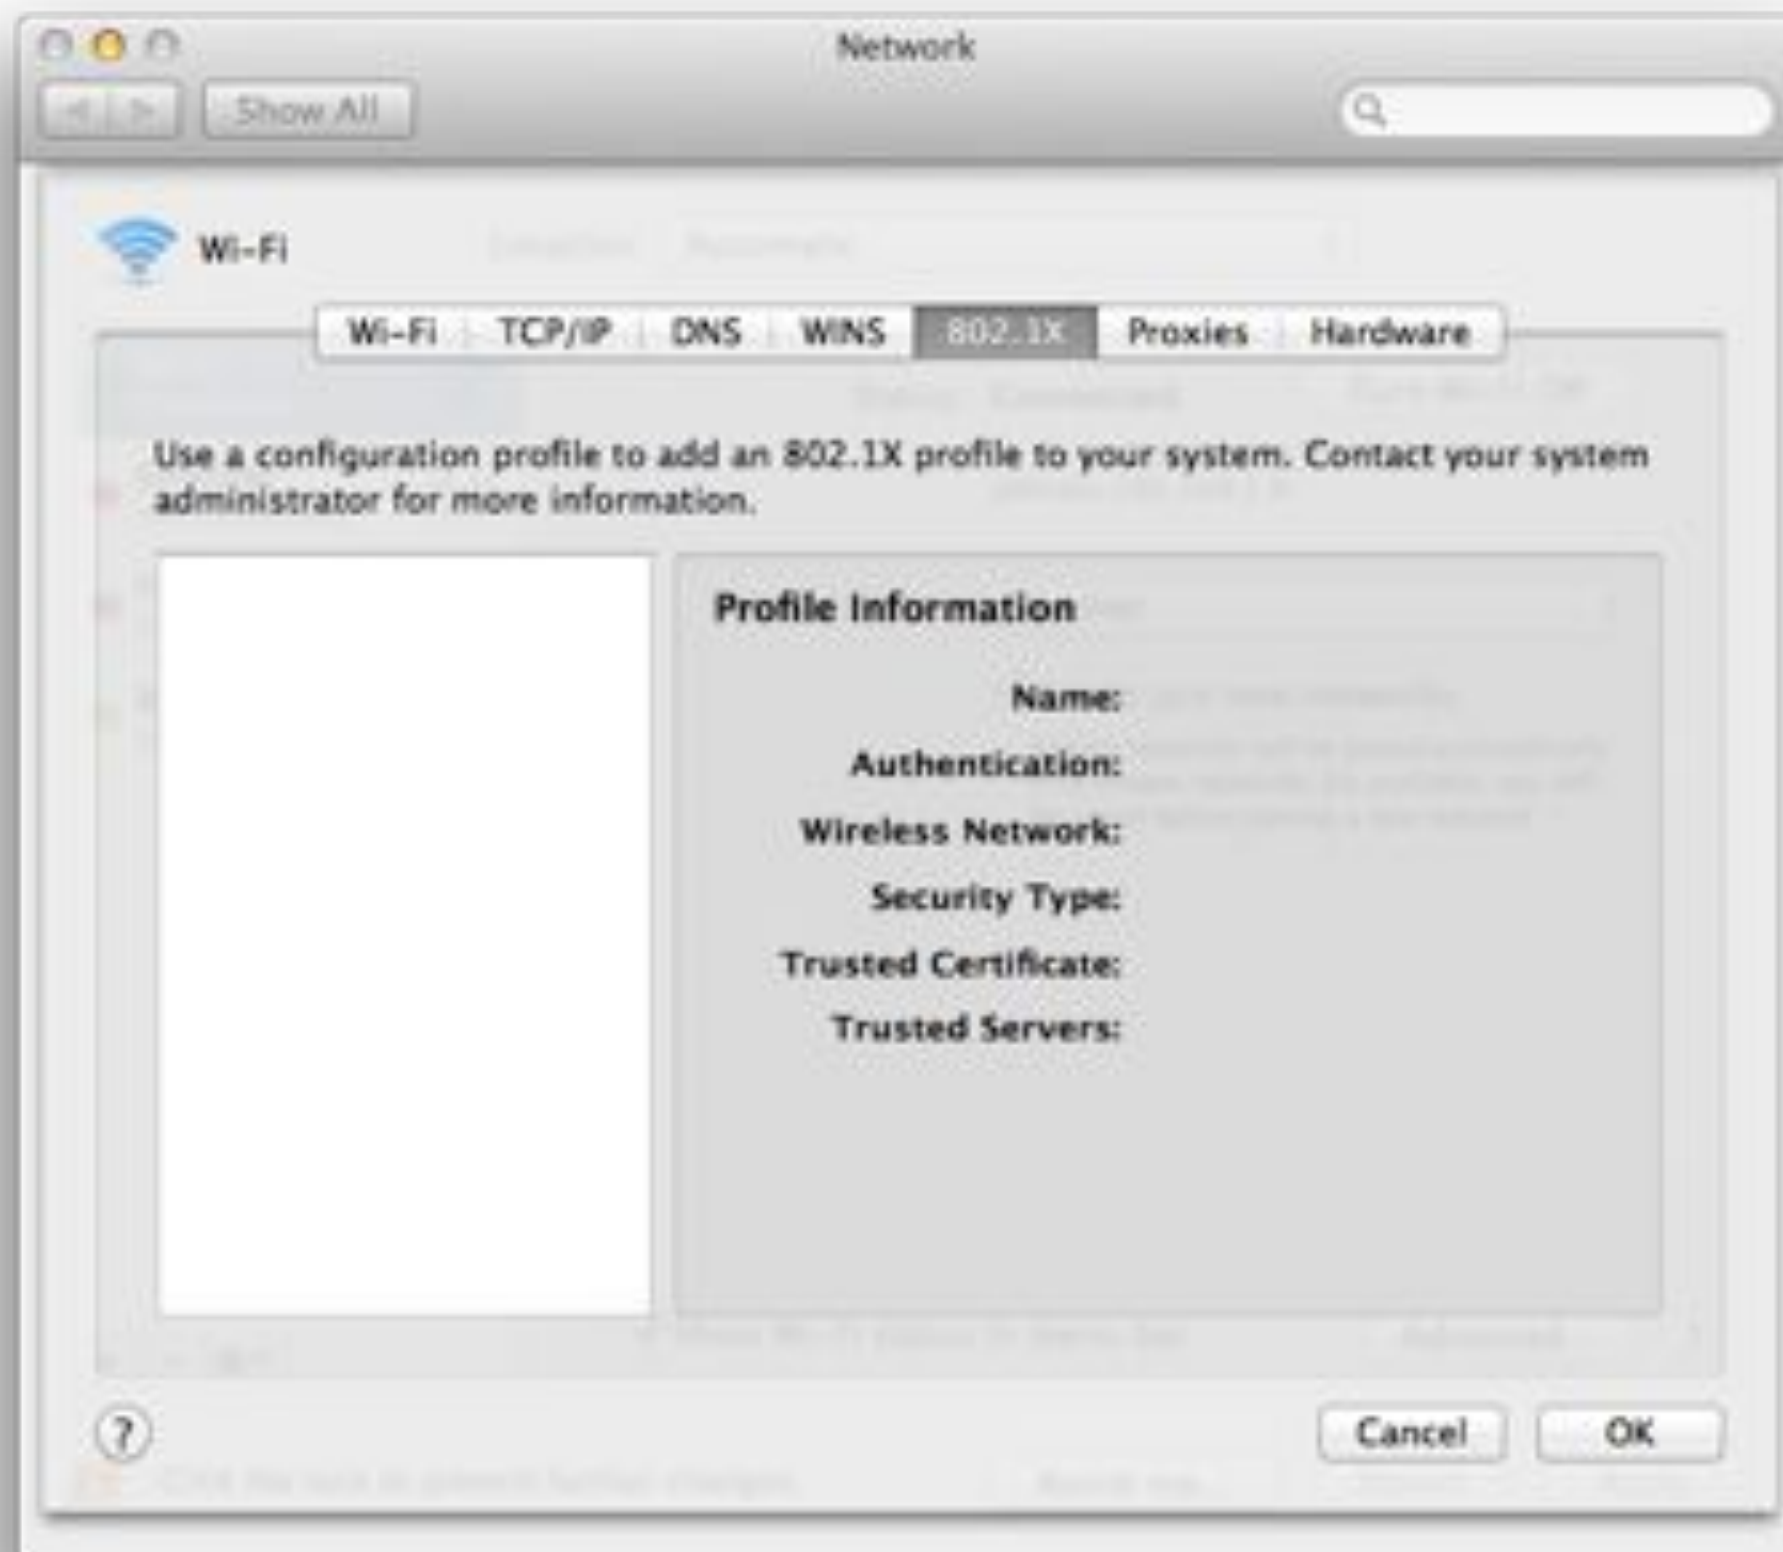 Network
Show All
Wi-Fi
Wi-Fi TCP/IP DNS WINS 802.1X Proxies Hardware
Use a configuration profile to add an 802.1X profile to your system. Contact your system
administrator for more information.
Profile Information
Name:
Authentication:
Wireless Network:
Security Type:
Trusted Certificate:
Trusted Servers:
?
Cancel OK